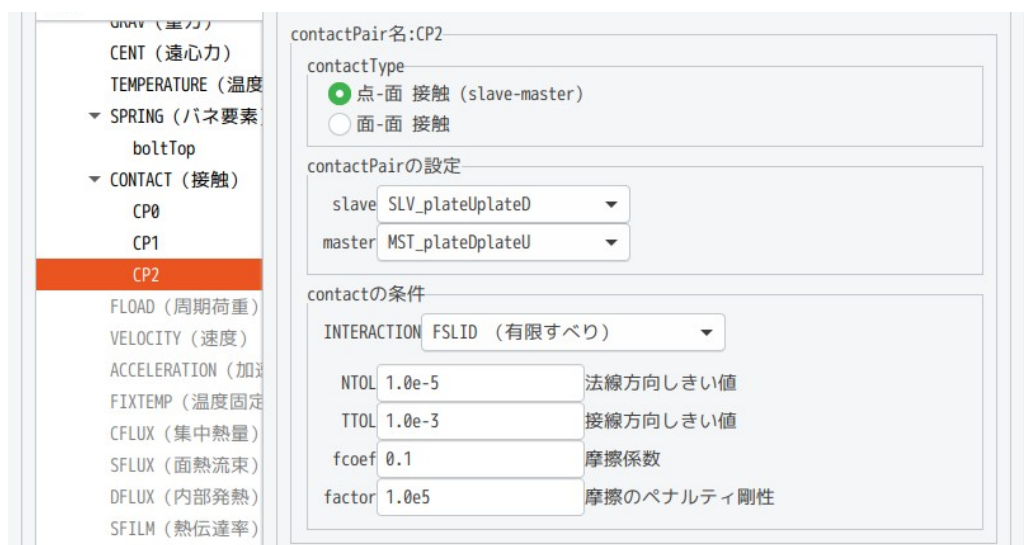 GRAV (重力)
CENT (遠心力)
TEMPERATURE (温度
▼ SPRING (バネ要素
boltTop
▼ CONTACT (接触)
CP0
CP1
CP2
FLOAD (周期荷重)
VELOCITY (速度)
ACCELERATION (加速
FIXTEMP (温度固定
CFLUX (集中熱量)
SFLUX (面熱流束)
DFLUX (内部発熱)
SFILM (熱伝達率)
contactPair名:CP2
contactType
点-面 接触 (slave-master)
面-面 接触
contactPairの設定
slave SLV_plateUplateD
master MST_plateDplateU
contactの条件
INTERACTION FSLID (有限すべり)
NTOL 1.0e-5 法線方向しきい値
TTOL 1.0e-3 接線方向しきい値
fcoef 0.1 摩擦係数
factor 1.0e5 摩擦のペナルティ剛性